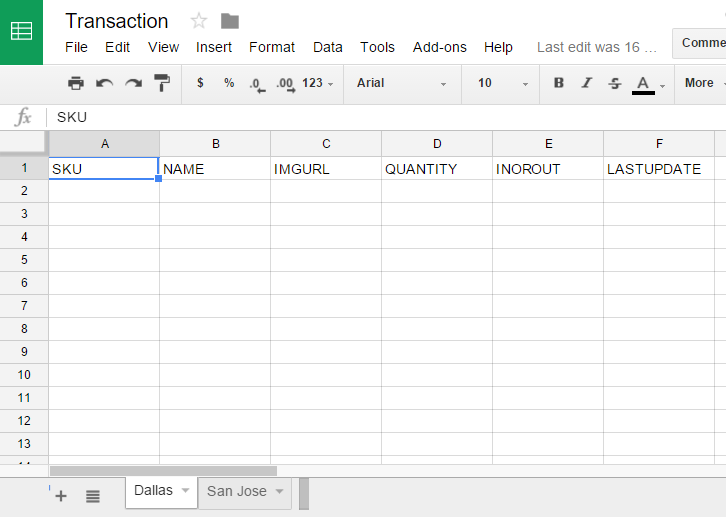 Transaction
File Edit View Insert Format Data Tools Add-ons Help Last edit was 16 ...
Comme
$ % .0 .00 123 Arial 10 B I S A More
fx SKU
A B C D E F
1 SKU NAME IMGURL QUANTITY INOROUT LASTUPDATE
2
3
4
5
6
7
8
9
10
11
12
13
+ Dallas San Jose